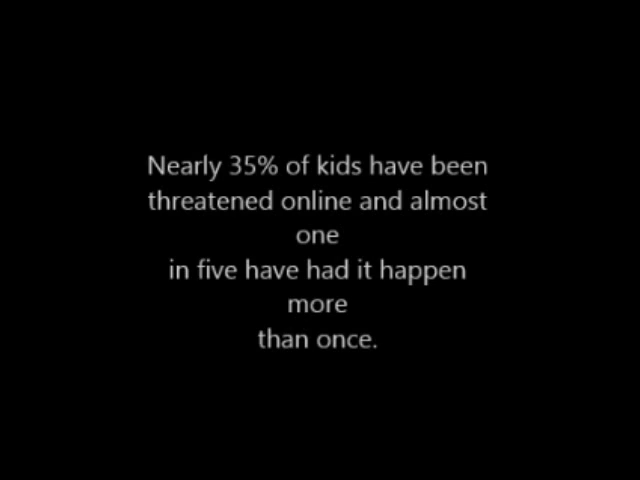 Nearly 35% of kids have been
threatened online and almost
one
in five have had it happen
more
than once.